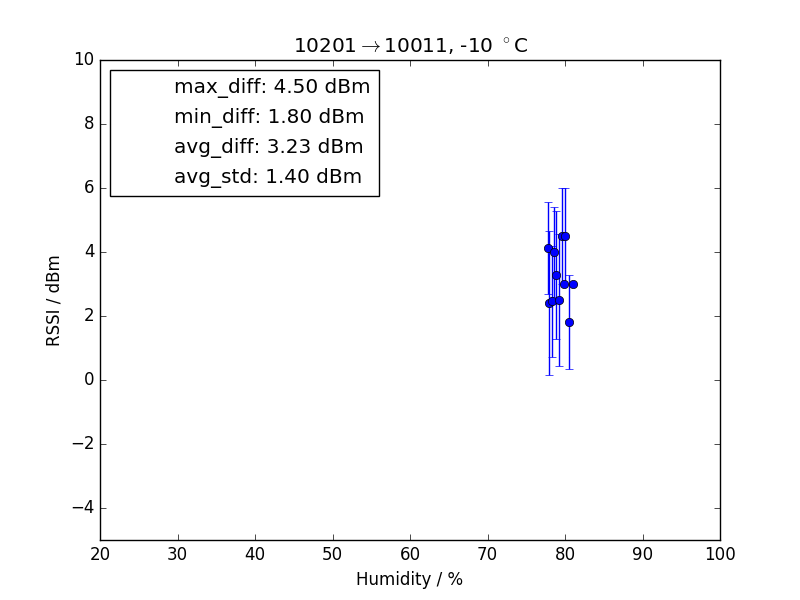 10201→10011, -10 °C
max_diff: 4.50 dBm
min_diff: 1.80 dBm
avg_diff: 3.23 dBm
avg_std: 1.40 dBm
10
8
6
4
2
0
−2
−4
RSSI / dBm
20 30 40 50 60 70 80 90 100
Humidity / %